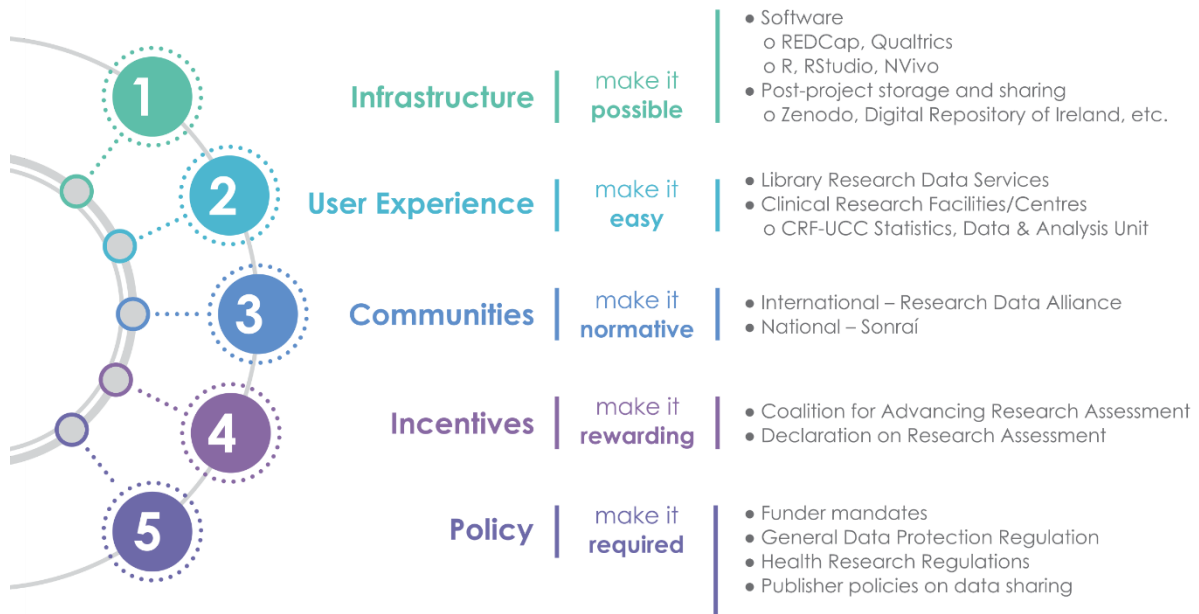 1
Infrastructure
make it
possible
● Software
o REDCap, Qualtrics
o R, RStudio, NVivo
● Post-project storage and sharing
o Zenodo, Digital Repository of Ireland, etc.
2
User Experience
make it
easy
● Library Research Data Services
● Clinical Research Facilities/Centres
o CRF-UCC Statistics, Data & Analysis Unit
3
Communities
make it
normative
● International – Research Data Alliance
● National – Sonraí
4
Incentives
make it
rewarding
● Coalition for Advancing Research Assessment
● Declaration on Research Assessment
5
Policy
make it
required
● Funder mandates
● General Data Protection Regulation
● Health Research Regulations
● Publisher policies on data sharing